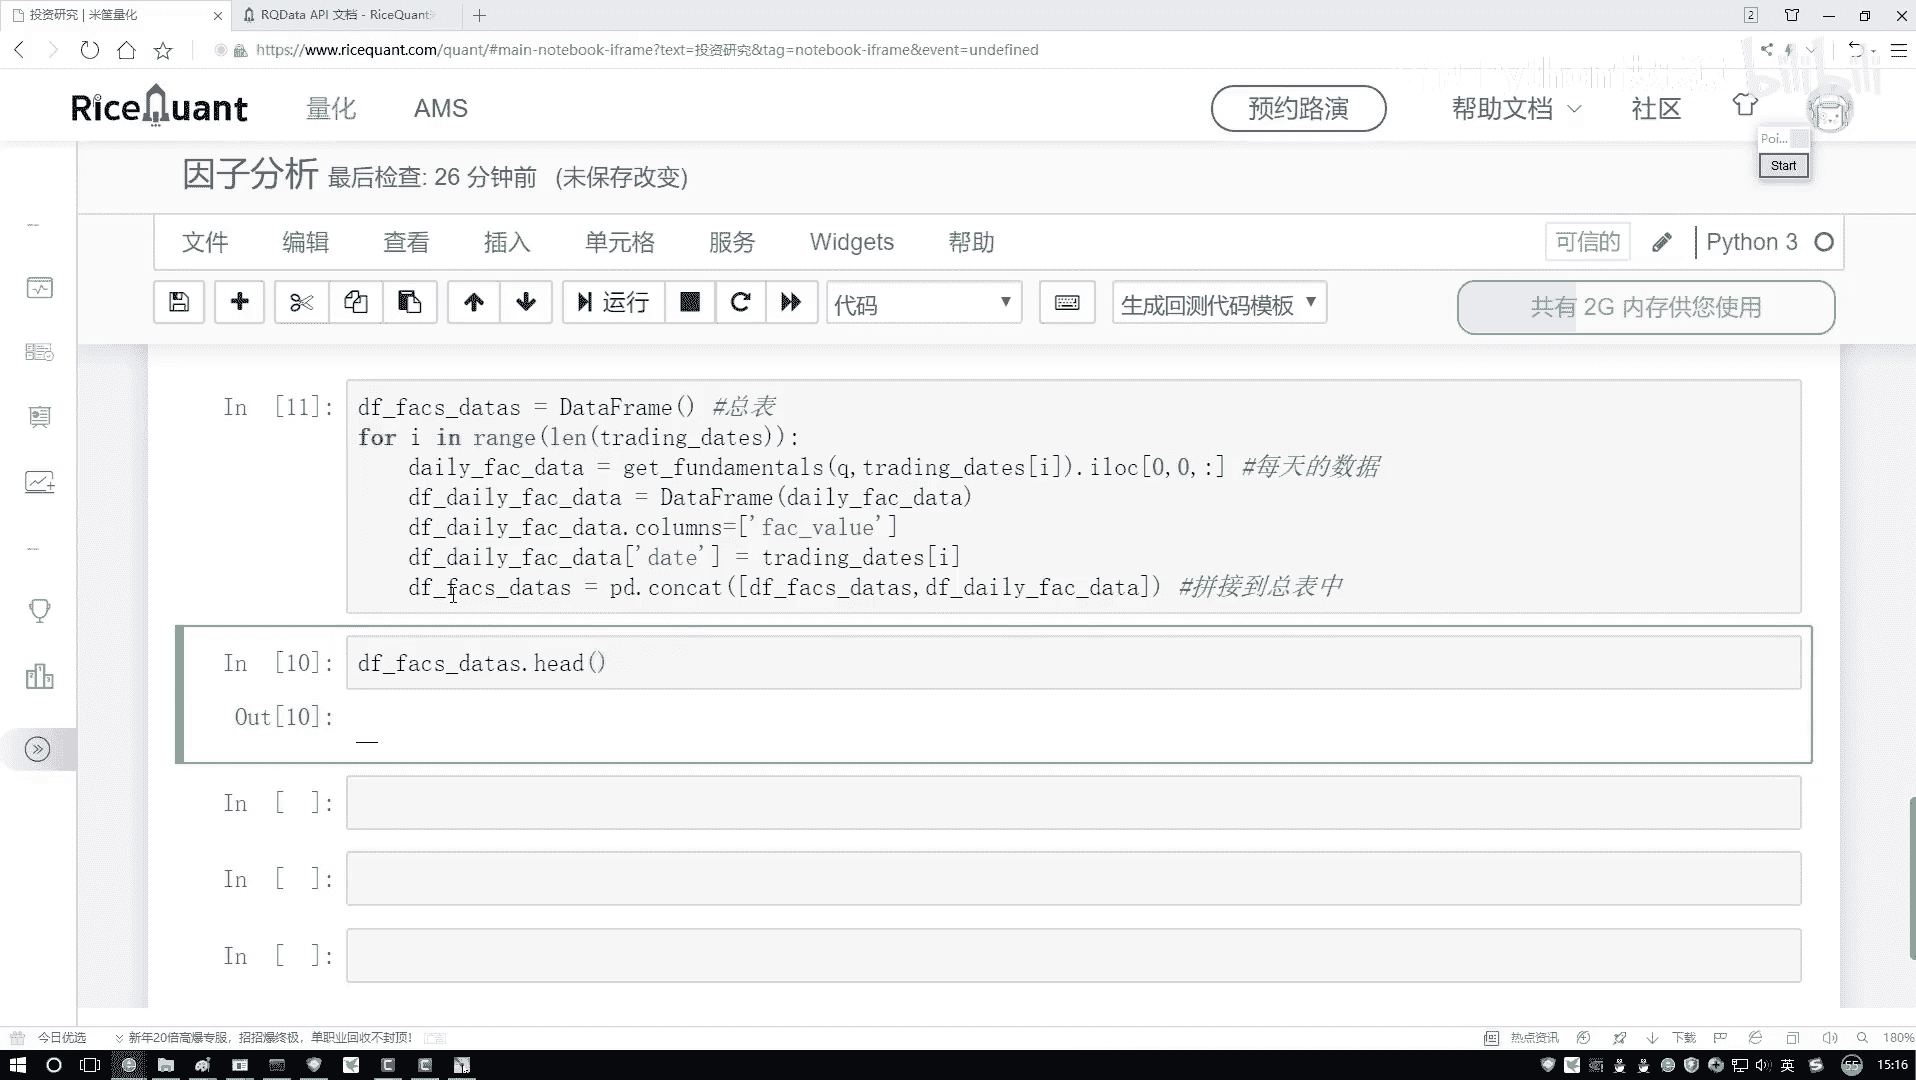 投资研究 | 米筐量化
RQData API 文档 - RiceQuant
2
https://www.ricequant.com/quant/#main-notebook-iframe?text=投资研究&tag=notebook-iframe&event=undefined
bilibili
RiceQuant 量化 AMS 预约路演 帮助文档 社区
Poi...
Start
因子分析 最后检查: 26 分钟前 (未保存改变)
文件 编辑 查看 插入 单元格 服务 Widgets 帮助 可信的 Python 3
运行 代码 生成回测代码模板 共有 2G 内存供您使用
In [11]: df_facs_datas = DataFrame() #总表
for i in range(len(trading_dates)):
daily_fac_data = get_fundamentals(q,trading_dates[i]).iloc[0,0,:] #每天的数据
df_daily_fac_data = DataFrame(daily_fac_data)
df_daily_fac_data.columns=['fac_value']
df_daily_fac_data['date'] = trading_dates[i]
df_facs_datas = pd.concat([df_facs_datas,df_daily_fac_data]) #拼接到总表中
In [10]: df_facs_datas.head()
Out[10]:
In [ ]:
In [ ]:
In [ ]:
今日优选 新年20倍高爆专服，招招爆终极，单职业回收不封顶! 热点资讯 下载 180%
英 55 15:16